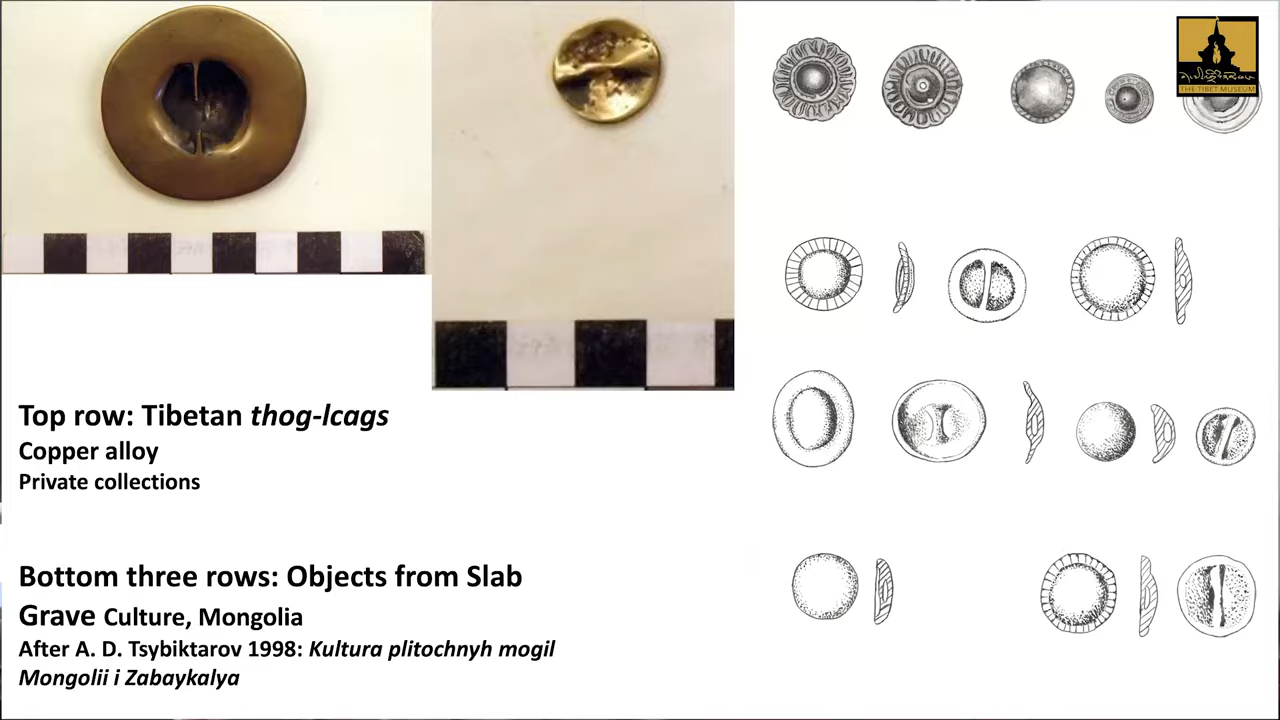 THE TIBET MUSEUM
Top row: Tibetan thog-lcags
Copper alloy
Private collections
Bottom three rows: Objects from Slab
Grave Culture, Mongolia
After A. D. Tsybiktarov 1998: Kultura plitochnyh mogil
Mongolii i Zabaykalya